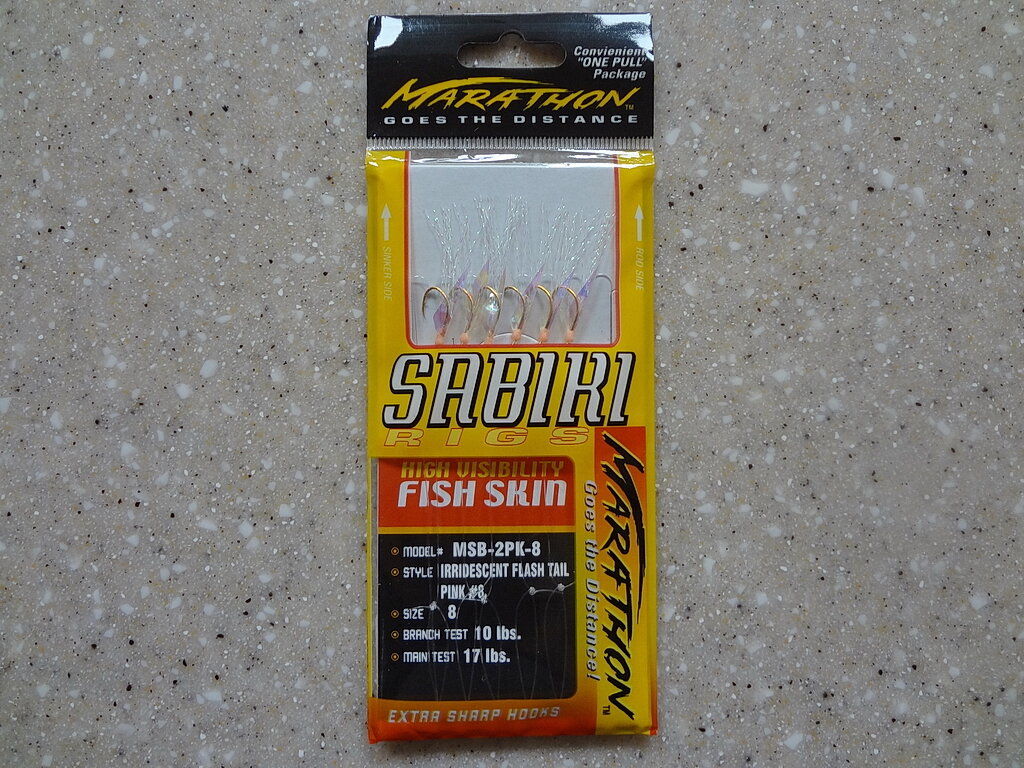 Convienient
"ONE PULL"
Package
MARATHON™
GOES THE DISTANCE
SINKER SIDE
ROD SIDE
SABIKI
RIGS
HIGH VISIBILITY
FISH SKIN
MODEL# MSB-2PK-8
STYLE IRRIDESCENT FLASH TAIL
PINK #8
SIZE 8
BRANCH TEST 10 lbs.
MAIN TEST 17 lbs.
EXTRA SHARP HOOKS
MARATHON™
Goes the Distance!